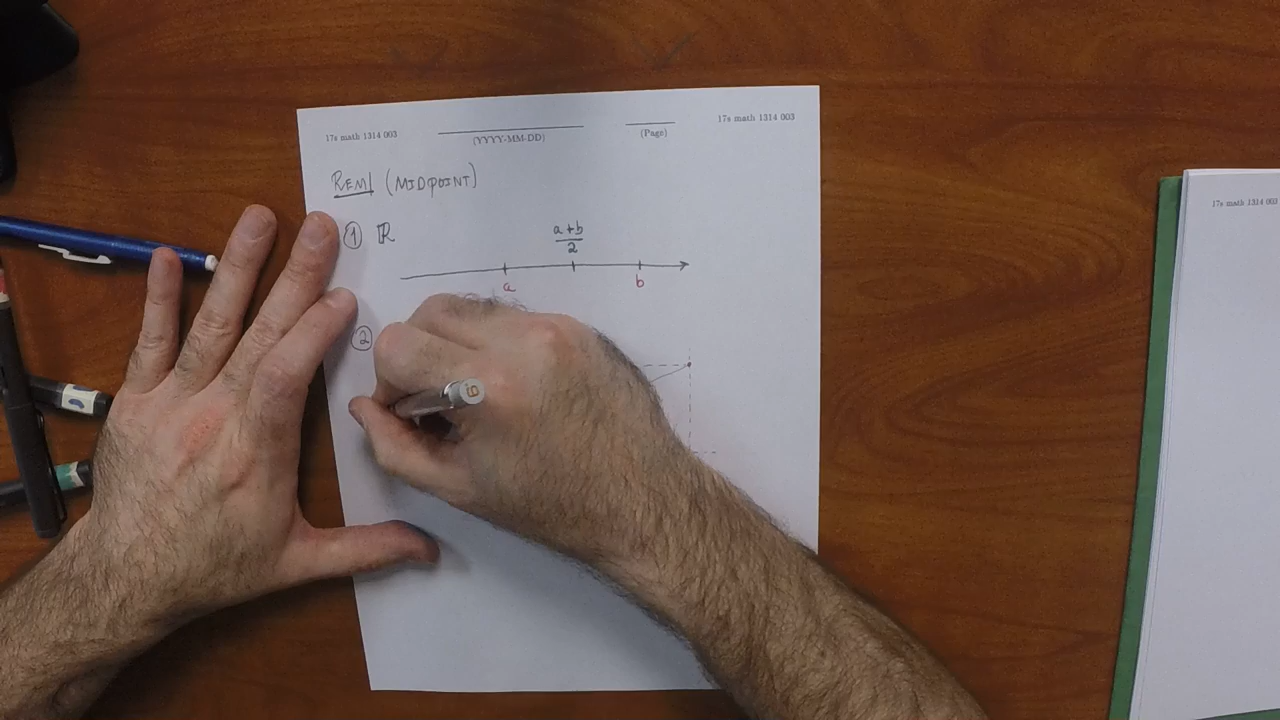 17s math 1314 003
(YYYY-MM-DD)
(Page)
17s math 1314 003
REM (MIDPOINT)
① ℝ
a+b
2
a b
②
17s math 1314 003